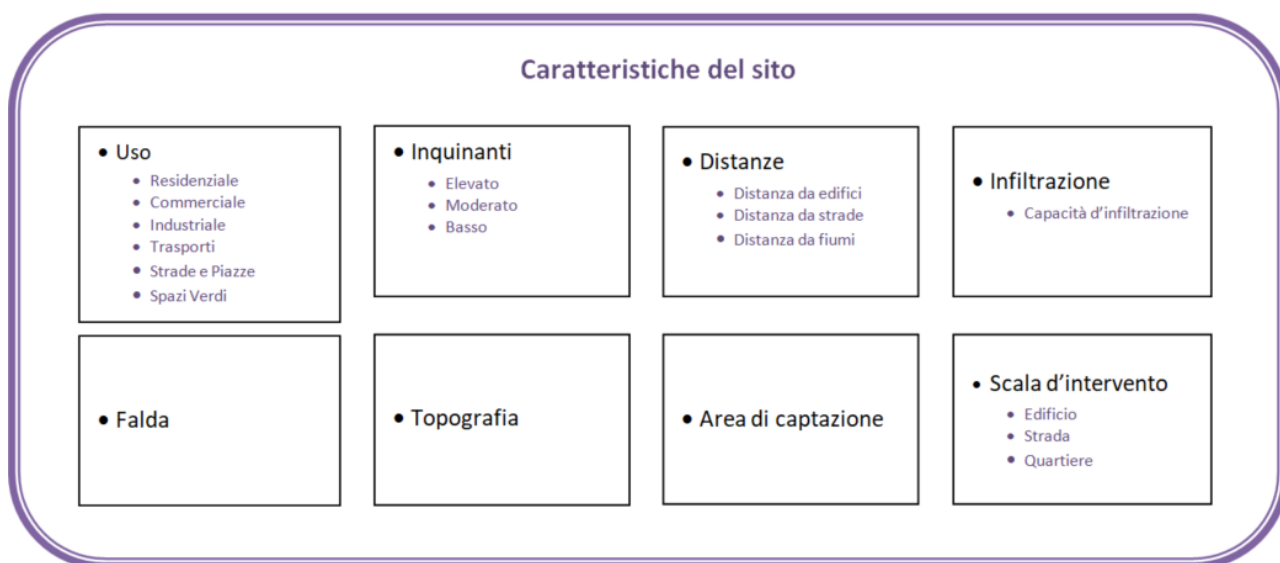 Caratteristiche del sito
• Uso
• Residenziale
• Commerciale
• Industriale
• Trasporti
• Strade e Piazze
• Spazi Verdi
• Inquinanti
• Elevato
• Moderato
• Basso
• Distanze
• Distanza da edifici
• Distanza da strade
• Distanza da fiumi
• Infiltrazione
• Capacità d’infiltrazione
• Falda
• Topografia
• Area di captazione
• Scala d’intervento
• Edificio
• Strada
• Quartiere